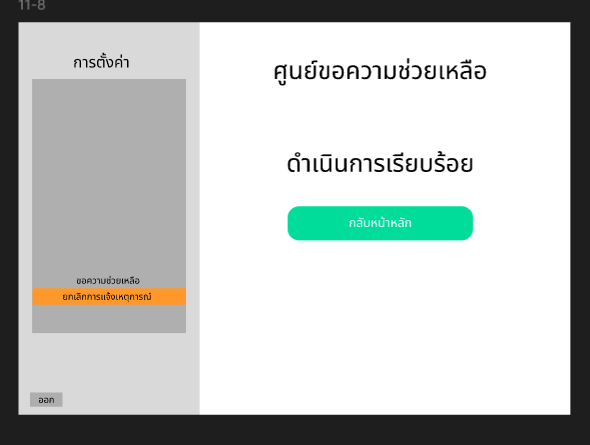 11-8
การตั้งค่า
ขอความช่วยเหลือ
ยกเลิกการแจ้งเหตุการณ์
ออก
ศูนย์ขอความช่วยเหลือ
ดำเนินการเรียบร้อย
กลับหน้าหลัก